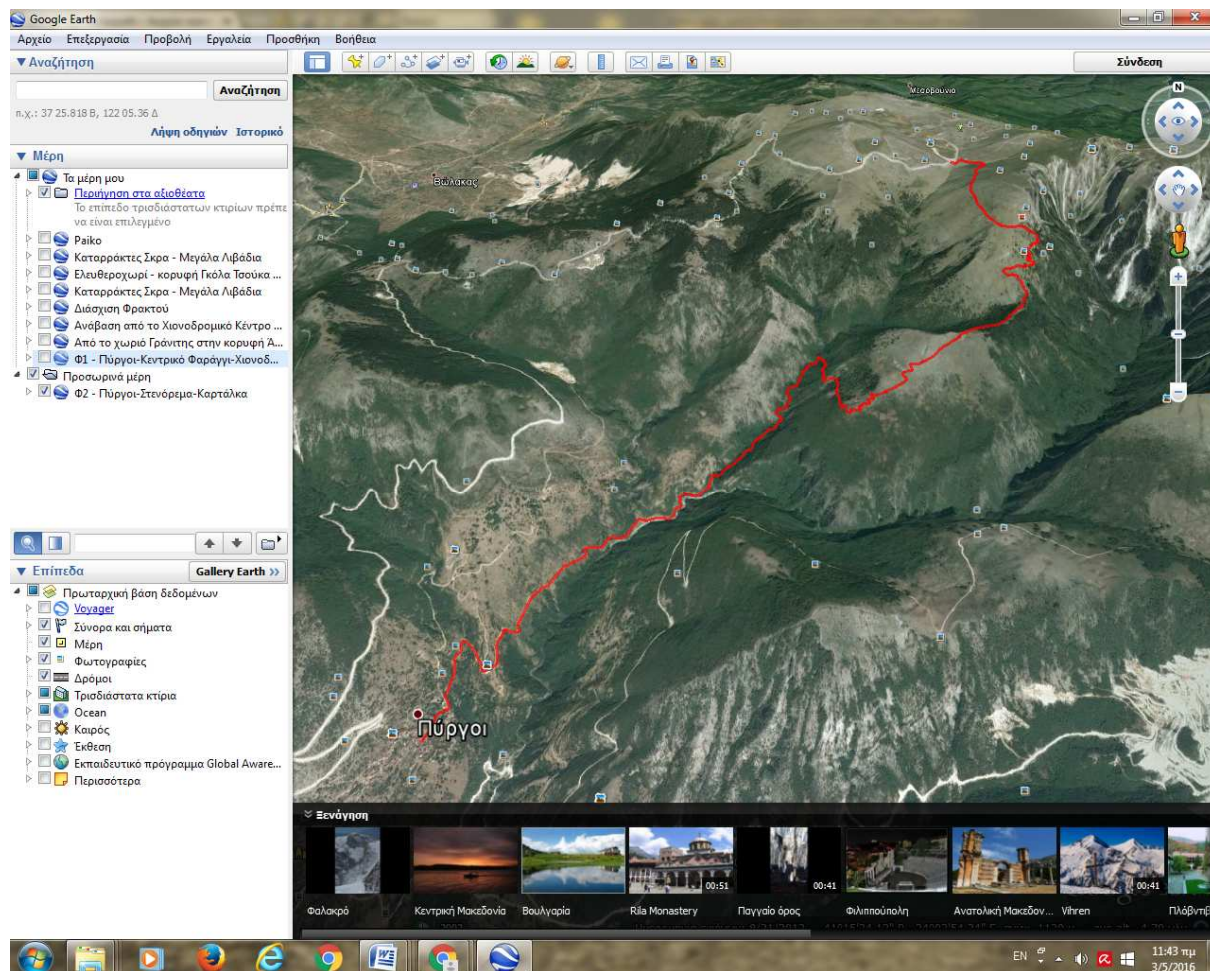 Google Earth
Αρχείο Επεξεργασία Προβολή Εργαλεία Προσθήκη Βοήθεια
Αναζήτηση
Αναζήτηση
π.χ.: 37 25.818 Β, 122 05.36 Δ
Λήψη οδηγιών Ιστορικό
Μέρη
Τα μέρη μου
Περιήγηση στα αξιοθέατα
Το επίπεδο τρισδιάστατων κτιρίων πρέπε
να είναι επιλεγμένο
Paiko
Καταρράκτες Σκρα - Μεγάλα Λιβάδια
Ελευθεροχωρί - κορυφή Γκόλα Τσούκα ...
Καταρράκτες Σκρα - Μεγάλα Λιβάδια
Διάσχιση Φρακτού
Ανάβαση από το Χιονοδρομικό Κέντρο ...
Από το χωριό Γρανίτης στην κορυφή Ά...
Φ1 - Πύργοι-Κεντρικό Φαράγγι-Χιονοδ...
Προσωρινά μέρη
Φ2 - Πύργοι-Στενόρεμα-Καρτάλκα
Επίπεδα
Gallery Earth >>
Πρωταρχική βάση δεδομένων
Voyager
Σύνορα και σήματα
Μέρη
Φωτογραφίες
Δρόμοι
Τρισδιάστατα κτίρια
Ocean
Καιρός
Έκθεση
Εκπαιδευτικό πρόγραμμα Global Aware...
Περισσότερα
Σύνδεση
N
Βώλακας
Πύργοι
Ξενάγηση
00:51
00:41
00:41
Φαλακρό
Κεντρική Μακεδονία
Βουλγαρία
Rila Monastery
Παγγαίο όρος
Φιλιππούπολη
Ανατολική Μακεδον...
Vihren
EN
11:43 πμ
3/5/2016